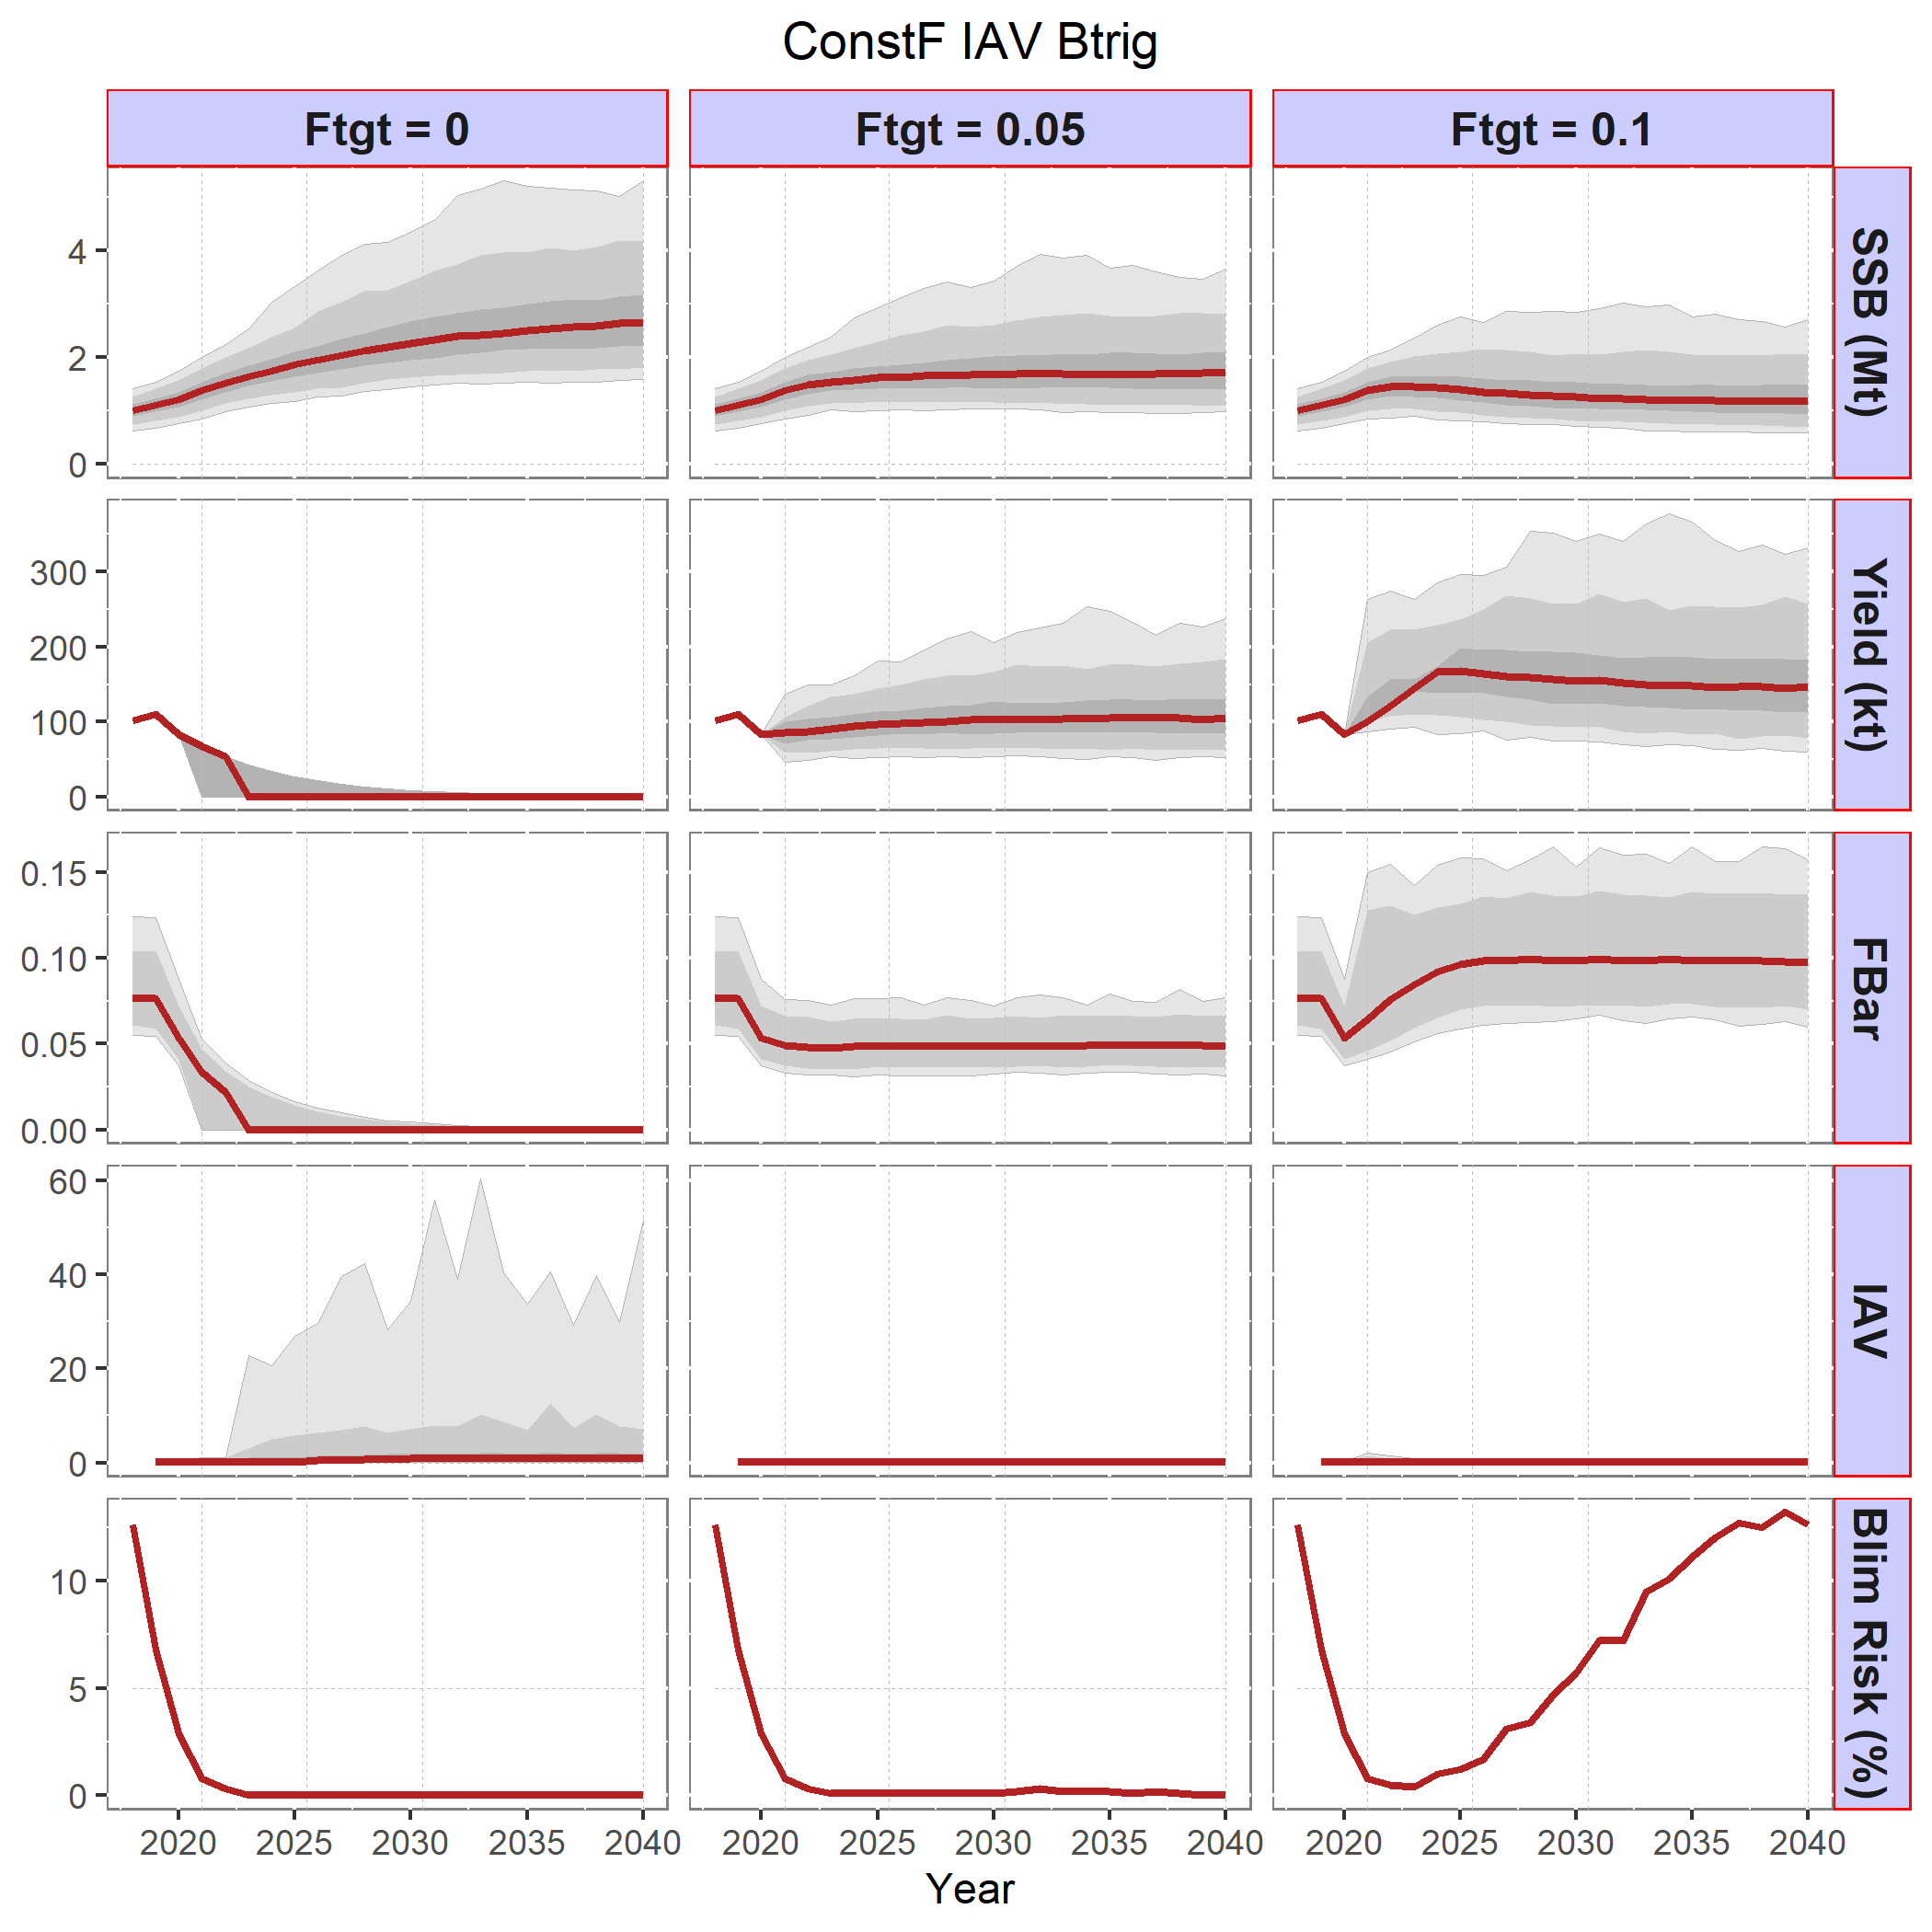 ConstF IAV Btrig
Ftgt = 0
Ftgt = 0.05
Ftgt = 0.1
4
2
0
SSB (Mt)
300
200
100
0
Yield (kt)
0.15
0.10
0.05
0.00
FBar
60
40
20
0
IAV
10
5
0
Blim Risk (%)
2020 2025 2030 2035 2040 2020 2025 2030 2035 2040 2020 2025 2030 2035 2040
Year